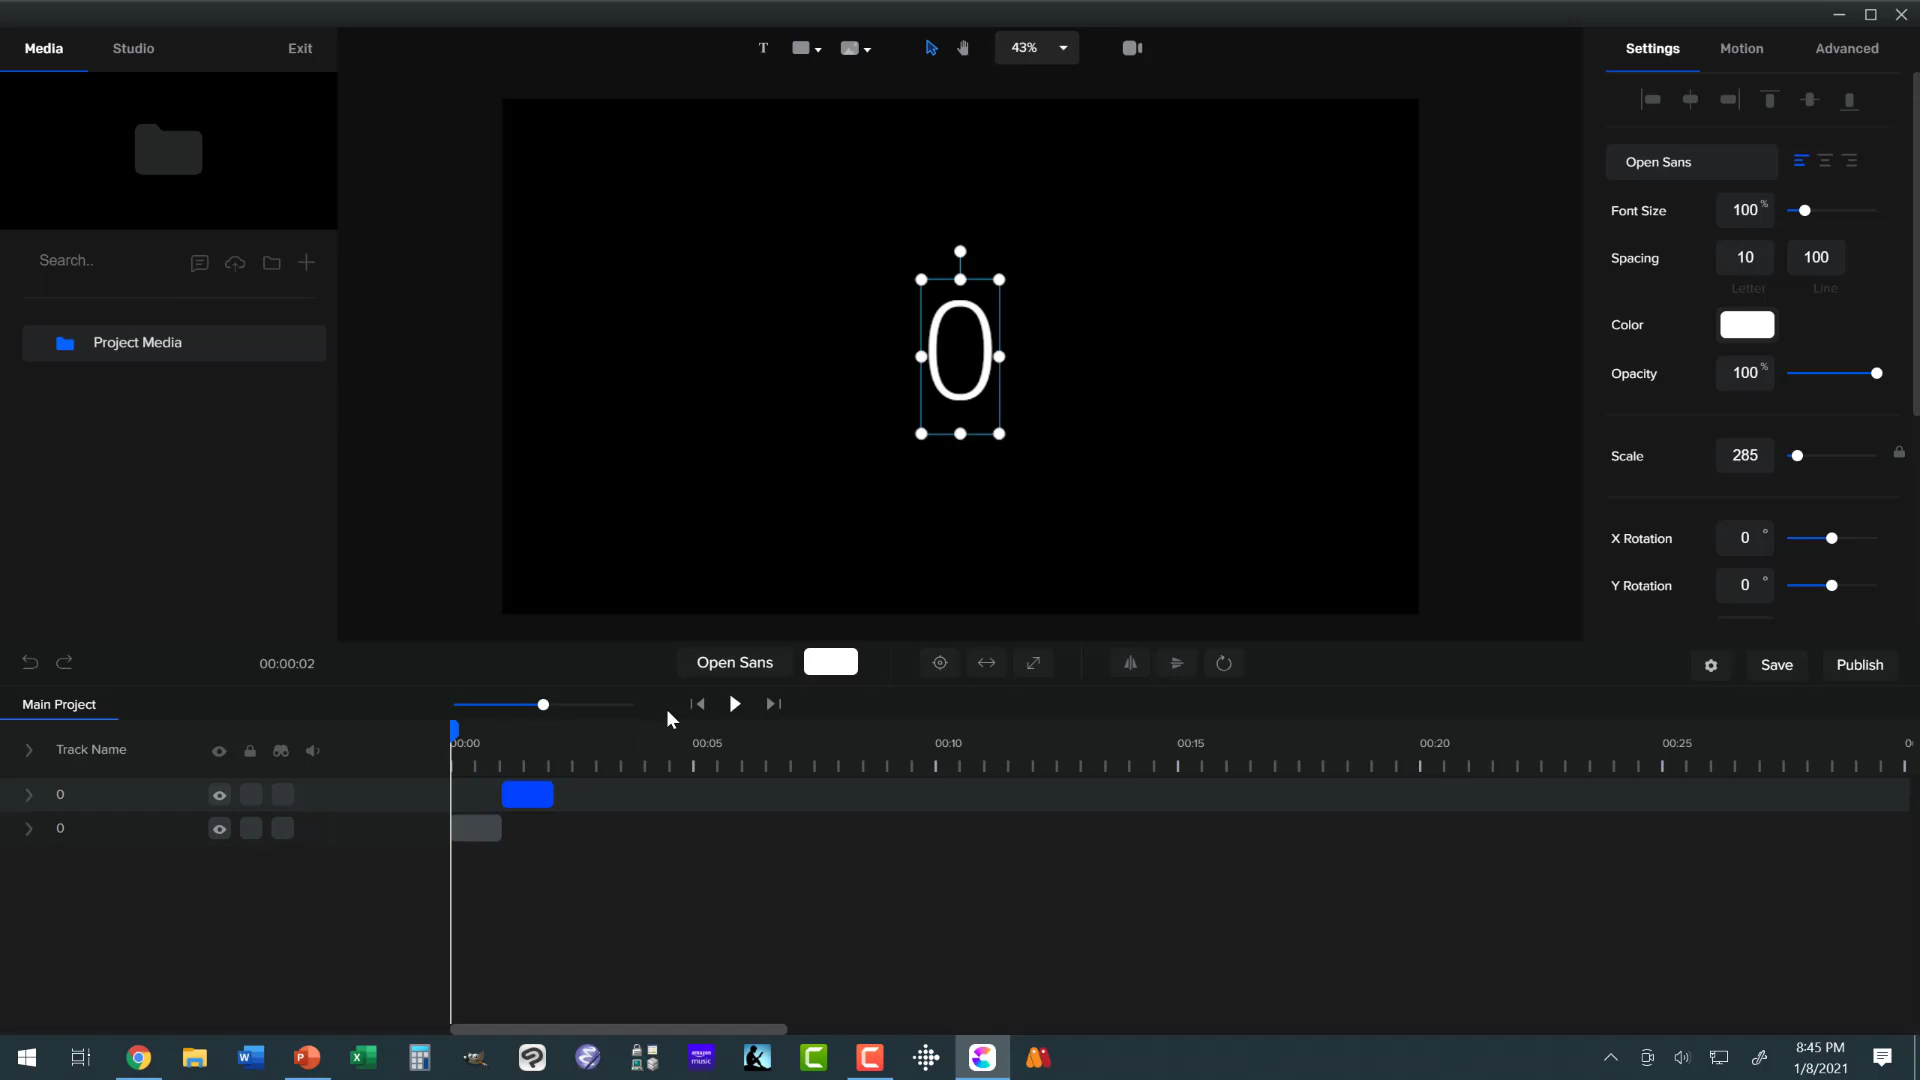 Media Studio Exit
T 43%
Settings Motion Advanced
Open Sans
Font Size 100 %
Search..
Spacing 10 100
Letter Line
Color
Project Media
Opacity 100 %
0
Scale 285
X Rotation 0 °
Y Rotation 0 °
00:00:02 Open Sans Save Publish
Main Project
Track Name 00:00 00:05 00:10 00:15 00:20 00:25
0
0
amazon music
8:45 PM
1/8/2021